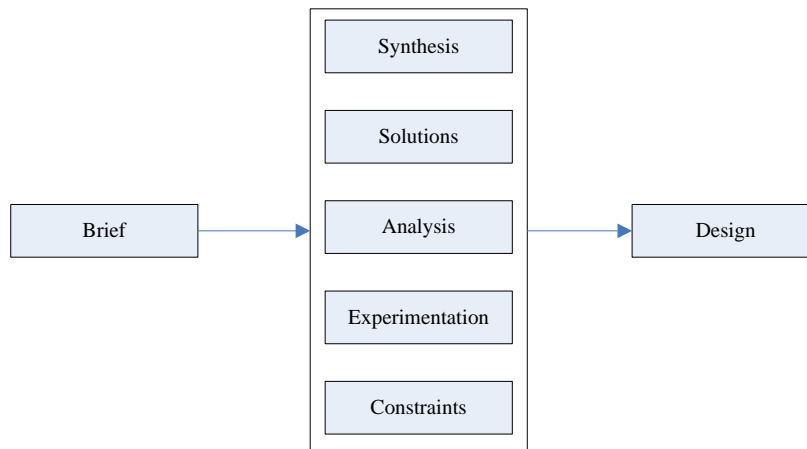 Brief
Synthesis
Solutions
Analysis
Experimentation
Constraints
Design